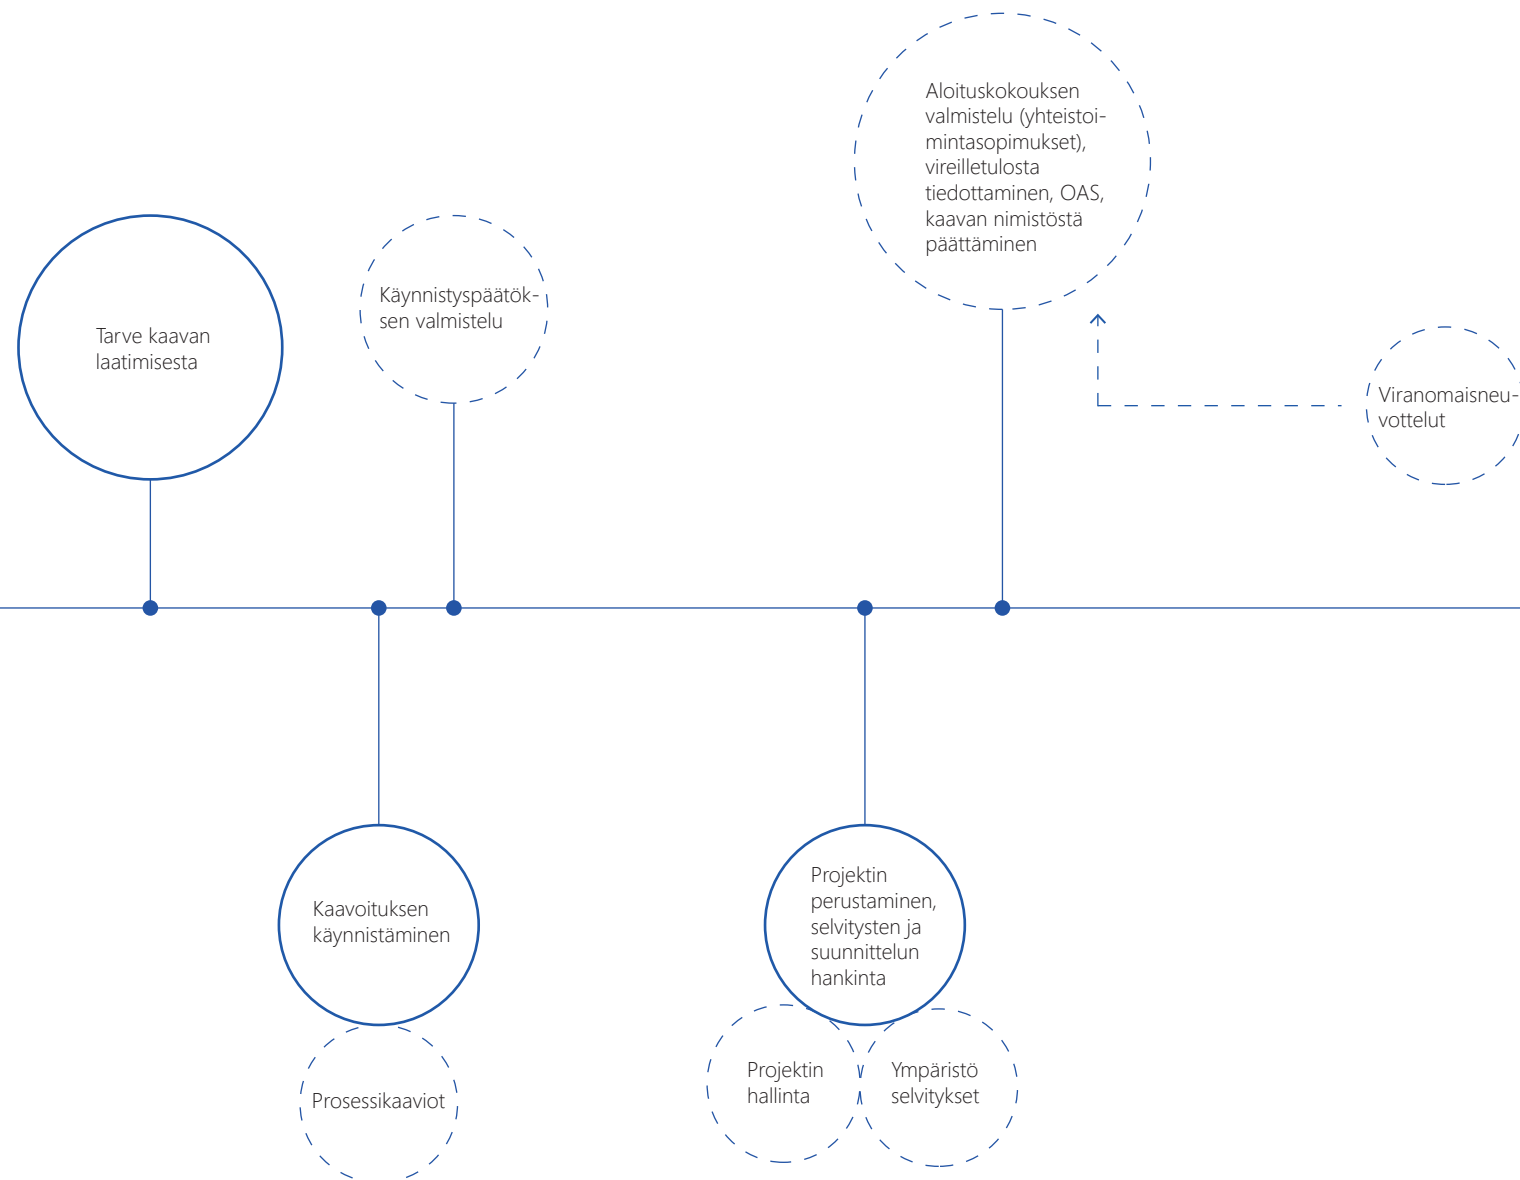 Aloituskokouksen
valmistelu (yhteistoi-
mintasopimukset),
vireilletulosta
tiedottaminen, OAS,
kaavan nimistöstä
päättäminen
Tarve kaavan
laatimisesta
Käynnistyspäätök-
sen valmistelu
Viranomaisneu-
vottelut
Kaavoituksen
käynnistäminen
Prosessikaaviot
Projektin
perustaminen,
selvitysten ja
suunnittelun
hankinta
Projektin
hallinta
Ympäristö
selvitykset